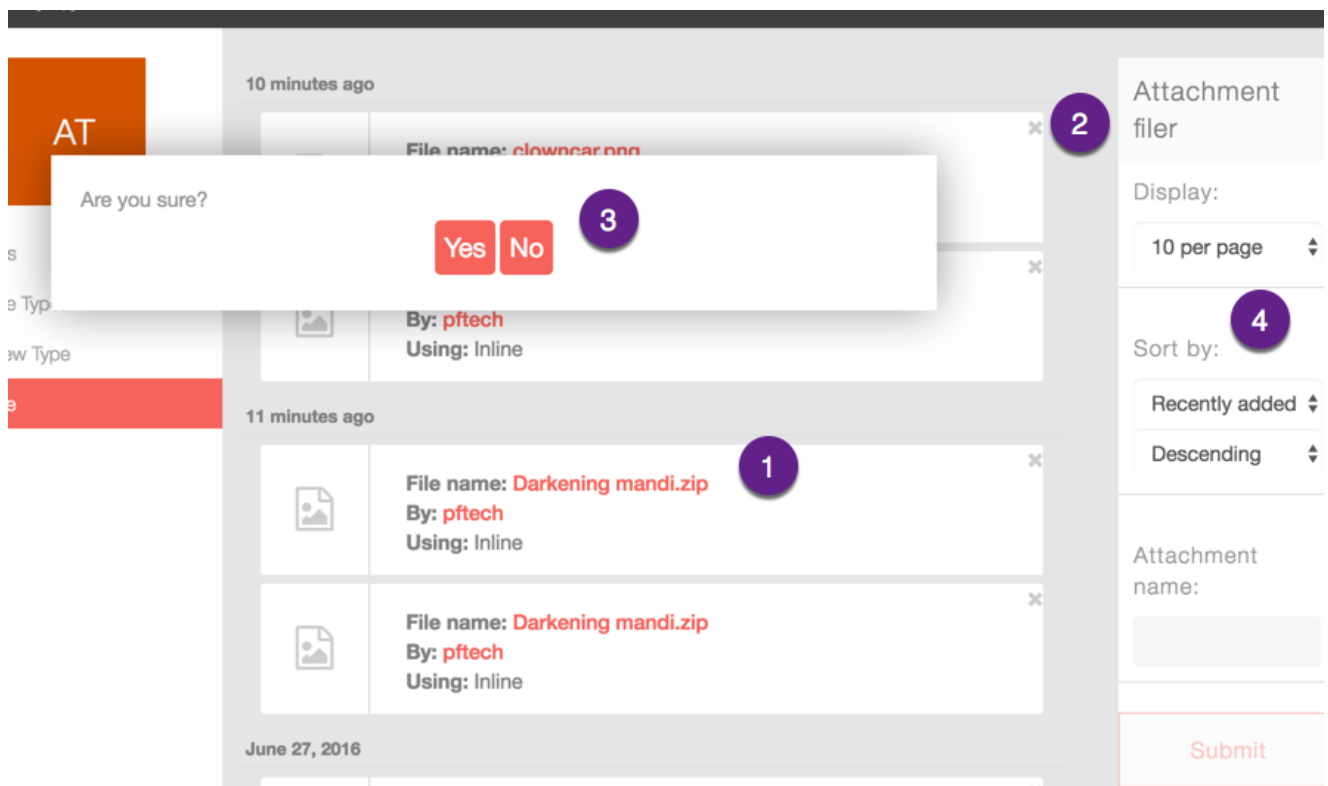 AT
s
e Typ
ew Type
e
10 minutes ago
File name: clowncar.png
2
Are you sure?
3
Yes No
By: pftech
Using: Inline
11 minutes ago
1
File name: Darkening mandi.zip
By: pftech
Using: Inline
File name: Darkening mandi.zip
By: pftech
Using: Inline
June 27, 2016
Attachment
filer
Display:
10 per page
4
Sort by:
Recently added
Descending
Attachment
name:
Submit